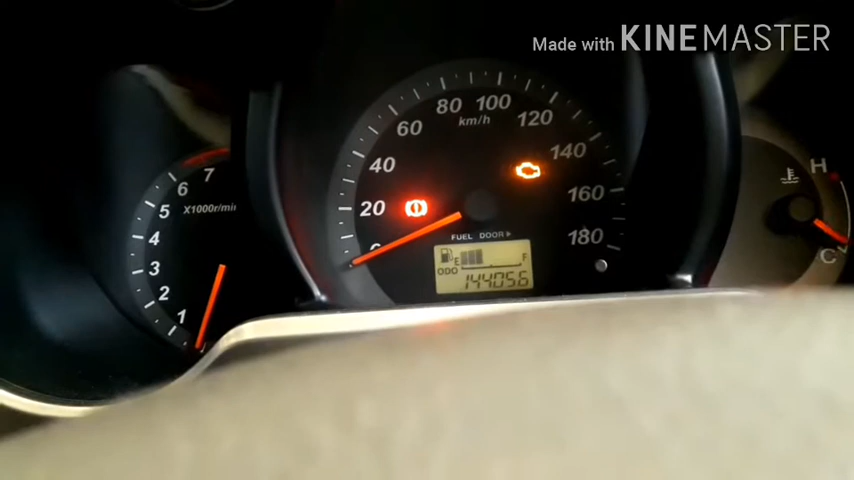 Made with KINEMASTER
80 100
km/h
60 120
40 140
20 160
0 180
FUEL DOOR
E F
ODO 144056
7
6
5 X1000r/min
4
3
2
1
H
C